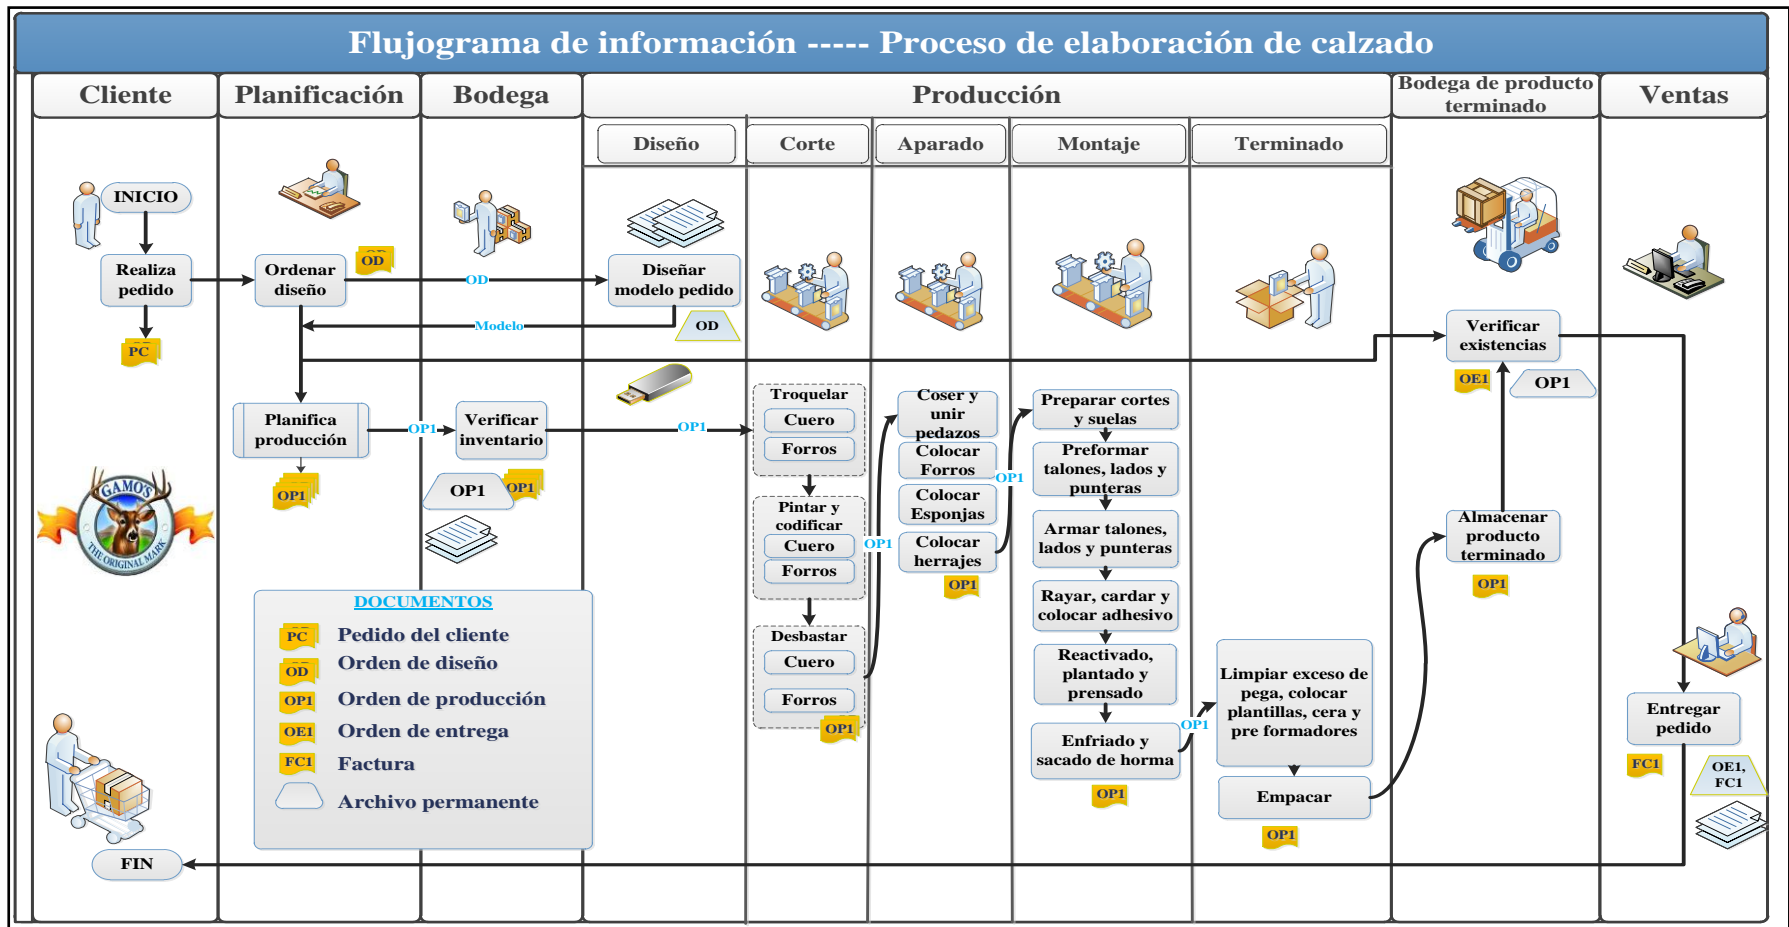 Flujograma de información ----- Proceso de elaboración de calzado
Cliente
Planificación
Bodega
Producción
Bodega de producto
terminado
Ventas
Diseño
Corte
Aparado
Montaje
Terminado
INICIO
Realiza
pedido
PC
Ordenar
diseño
OD
OD
Diseñar
modelo pedido
Modelo
OD
Verificar
existencias
OE1
OP1
Planifica
producción
OP1
OP1
Verificar
inventario
OP1
OP1
OP1
Troquelar
Cuero
Forros
Pintar y
codificar
Cuero
Forros
Desbastar
Cuero
Forros
OP1
OP1
Coser y
unir
pedazos
Colocar
Forros
Colocar
Esponjas
Colocar
herrajes
OP1
OP1
Preparar cortes
y suelas
Preformar
talones, lados y
punteras
Armar talones,
lados y punteras
Rayar, cardar y
colocar adhesivo
Reactivado,
plantado y
prensado
Enfriado y
sacado de horma
OP1
OP1
Limpiar exceso de
pega, colocar
plantillas, cera y
pre formadores
Empacar
OP1
Almacenar
producto
terminado
OP1
Entregar
pedido
FC1
OE1,
FC1
GAMO'S
THE ORIGINAL MARK
DOCUMENTOS
PC Pedido del cliente
OD Orden de diseño
OP1 Orden de producción
OE1 Orden de entrega
FC1 Factura
Archivo permanente
FIN